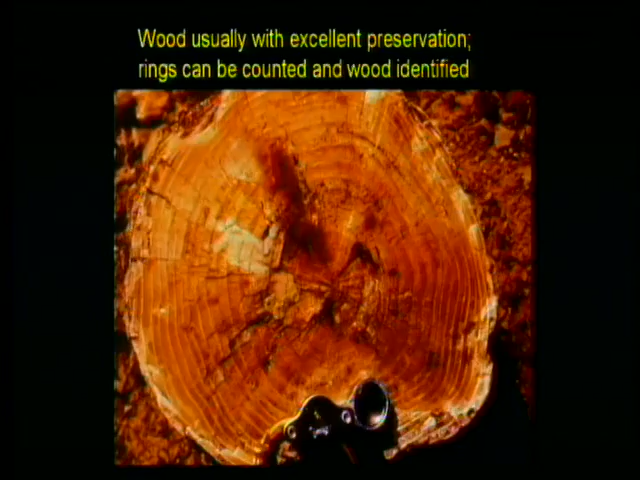 Wood usually with excellent preservation;
rings can be counted and wood identified